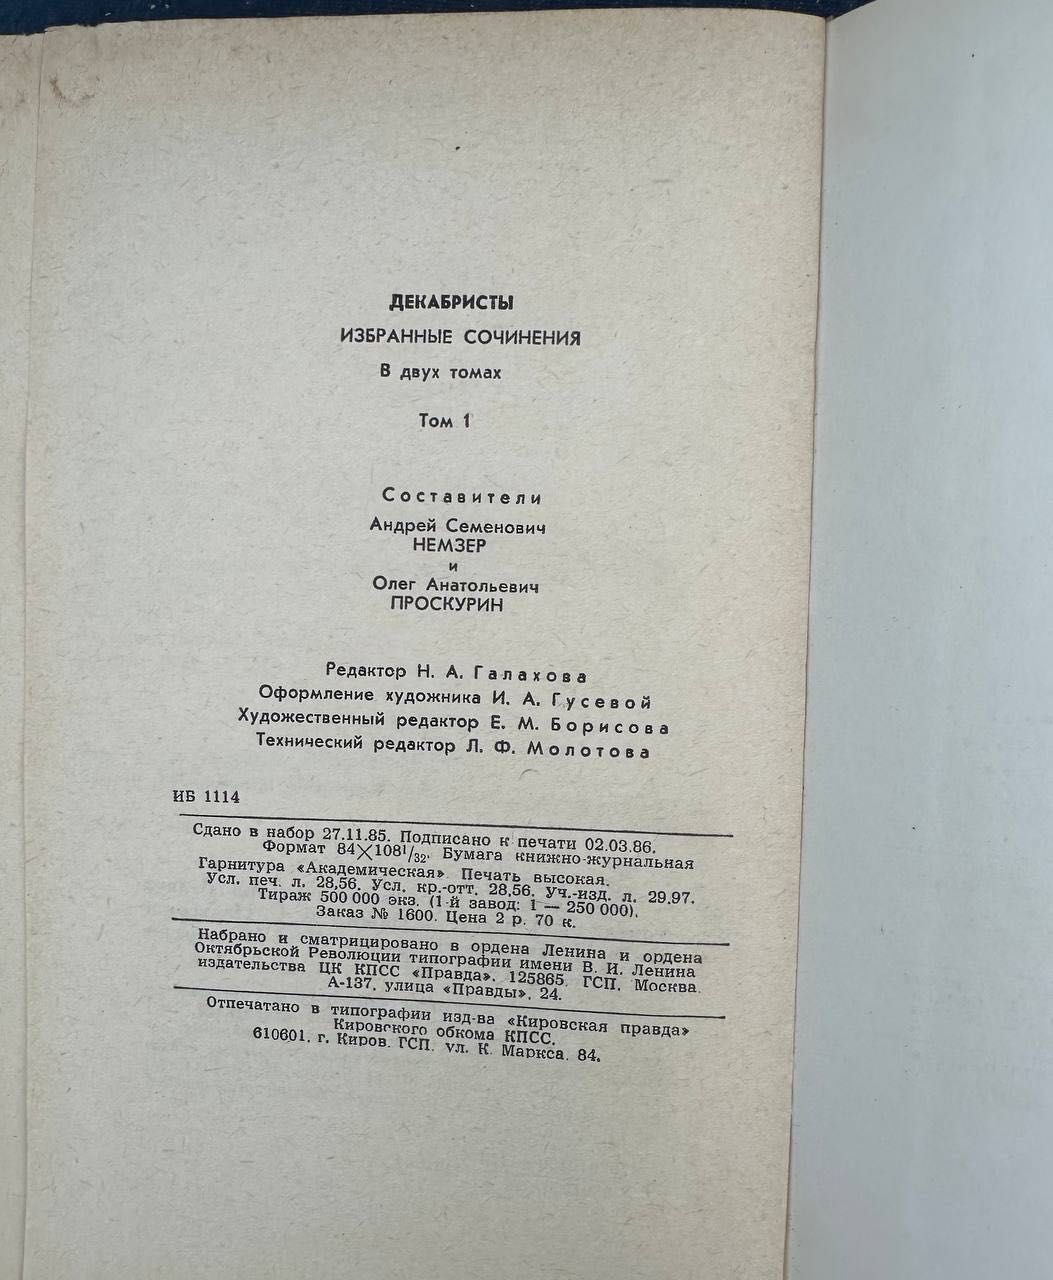 ДЕКАБРИСТЫ
ИЗБРАННЫЕ СОЧИНЕНИЯ
В двух томах
Том 1
Составители
Андрей Семенович
НЕМЗЕР
и
Олег Анатольевич
ПРОСКУРИН
Редактор Н. А. Галахова
Оформление художника И. А. Гусевой
Художественный редактор Е. М. Борисова
Технический редактор Л. Ф. Молотова
ИБ 1114
Сдано в набор 27.11.85. Подписано к печати 02.03.86.
Формат 84×108¹/₃₂. Бумага книжно-журнальная
Гарнитура «Академическая». Печать высокая.
Усл. печ. л. 28,56. Усл. кр.-отт. 28,56. Уч.-изд. л. 29,97.
Тираж 500 000 экз. (1-й завод: 1 — 250 000).
Заказ № 1600. Цена 2 р. 70 к.
Набрано и сматрицировано в ордена Ленина и ордена
Октябрьской Революции типографии имени В. И. Ленина
издательства ЦК КПСС «Правда». 125865. ГСП. Москва.
А-137, улица «Правды», 24.
Отпечатано в типографии изд-ва «Кировская правда»
Кировского обкома КПСС.
610601. г. Киров. ГСП. ул. К. Маркса. 84.